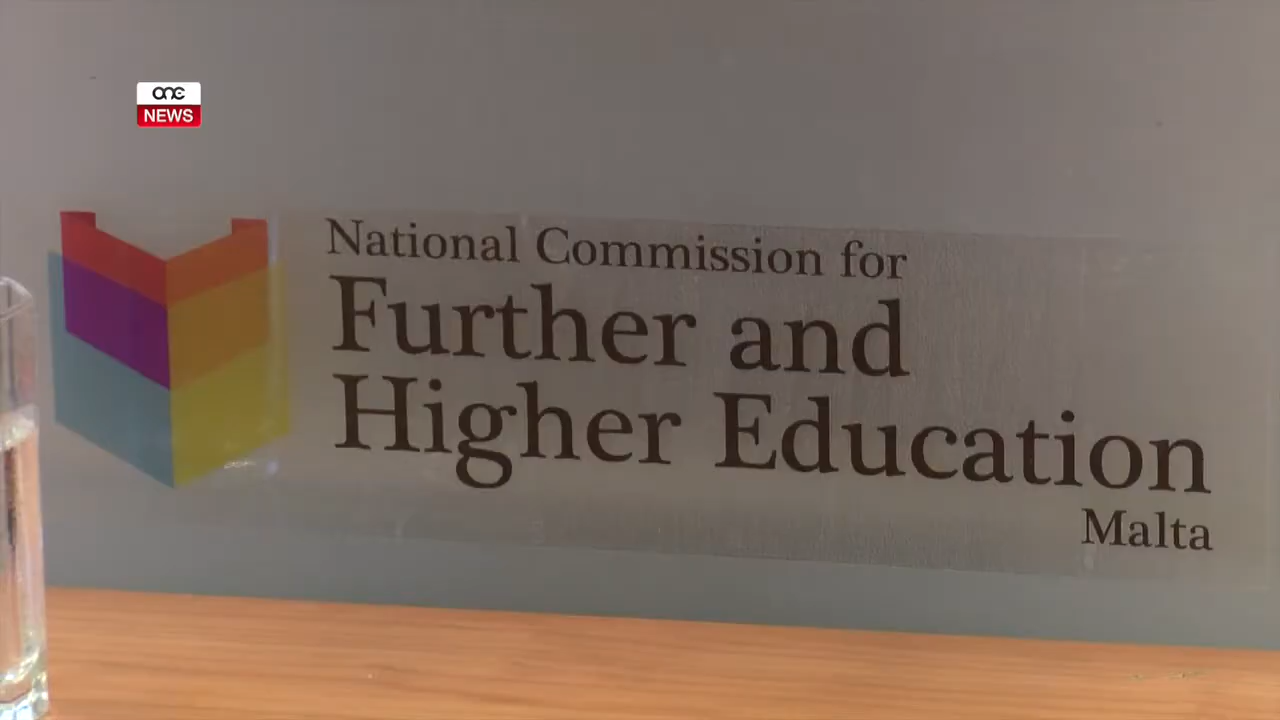 one
NEWS
National Commission for
Further and
Higher Education
Malta